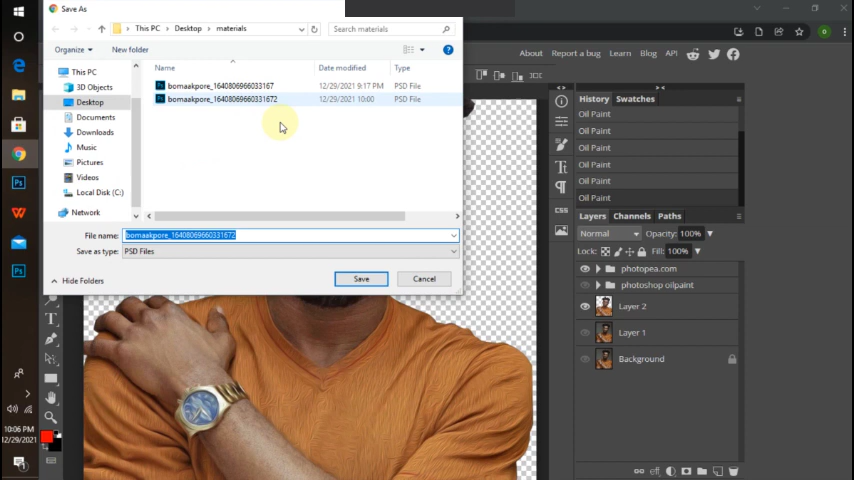 Save As
This PC > Desktop > materials
Search materials
Organize
New folder
About Report a bug Learn Blog API
Name Date modified Type
This PC
3D Objects
Desktop
Documents
Downloads
Music
Pictures
Videos
Local Disk (C:)
Network
bomaakpore_1640806966033167 12/29/2021 9:17 PM PSD File
bomaakpore_16408069660331672 12/29/2021 10:00 PSD File
File name: bomaakpore_16408069660331672
Save as type: PSD Files
Hide Folders
Save
Cancel
History Swatches
Oil Paint
Oil Paint
Oil Paint
Oil Paint
Oil Paint
Oil Paint
CSS
Layers Channels Paths
Normal Opacity: 100%
Lock: Fill: 100%
photopea.com
photoshop oilpaint
Layer 2
Layer 1
Background
eff
10:06 PM
12/29/2021